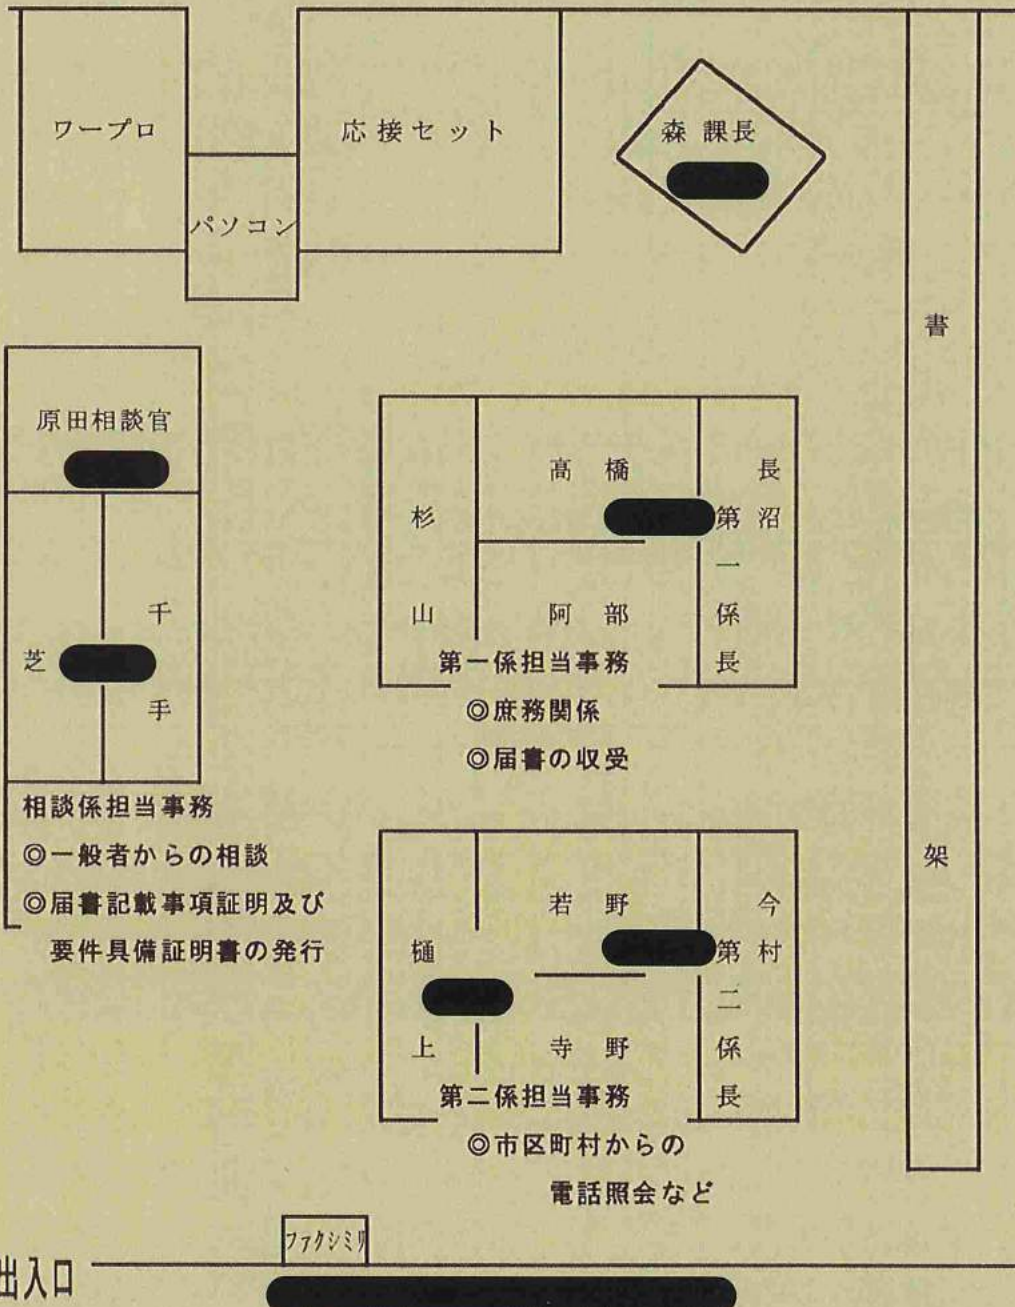 ワープロ
パソコン
応接セット
森 課長
書架
原田相談官
芝
千手
相談係担当事務
◎一般者からの相談
◎届書記載事項証明及び
要件具備証明書の発行
杉山
高橋
阿部
長沼
第一係長
第一係担当事務
◎庶務関係
◎届書の収受
樋上
若野
寺野
今村
第二係長
第二係担当事務
◎市区町村からの
電話照会など
ファクシミリ
出入口